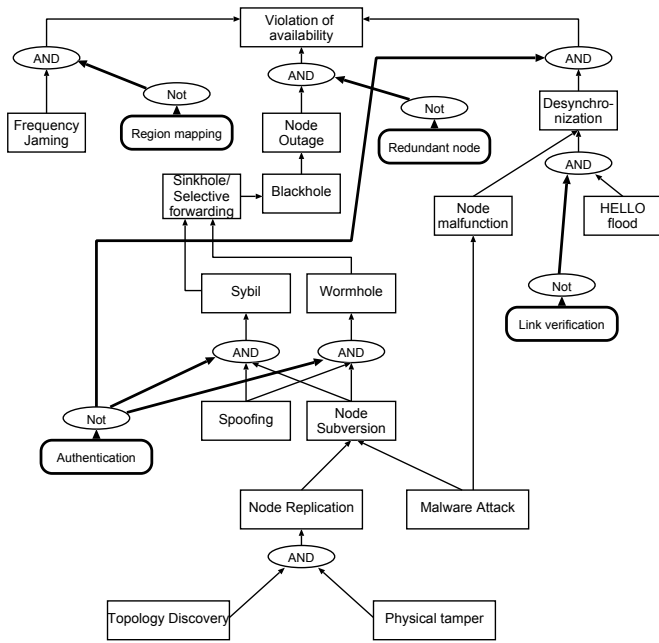 Violation of
availability
AND
AND
AND
Not
Not
Frequency
Jaming
Region mapping
Node
Outage
Redundant node
Desynchro-
nization
AND
Sinkhole/
Selective
forwarding
Blackhole
Node
malfunction
HELLO
flood
Sybil
Wormhole
Not
Link verification
AND
AND
Not
Spoofing
Node
Subversion
Authentication
Node Replication
Malware Attack
AND
Topology Discovery
Physical tamper